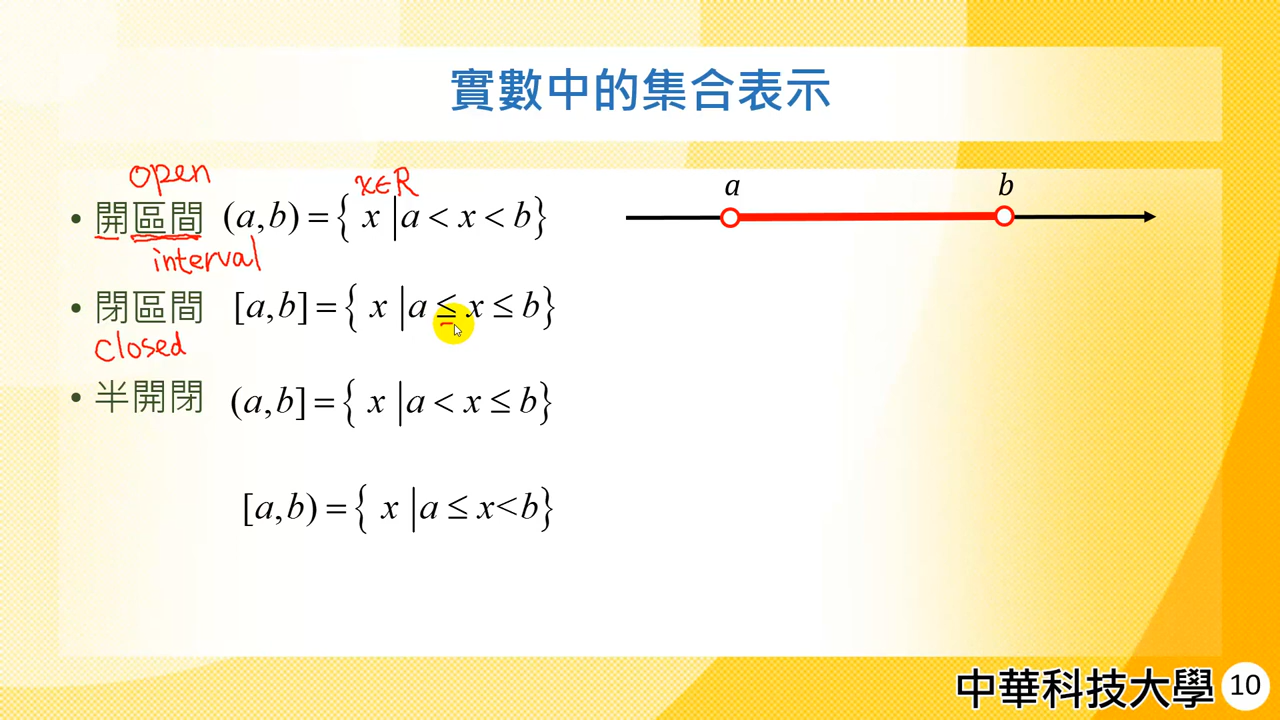 實數中的集合表示
open
x∈R
a b
• 開區間 (a,b) = { x | a < x < b}
interval
• 閉區間 [a,b] = { x | a ≤ x ≤ b}
closed
• 半開閉 (a,b] = { x | a < x ≤ b}
[a,b) = { x | a ≤ x < b}
中華科技大學 10